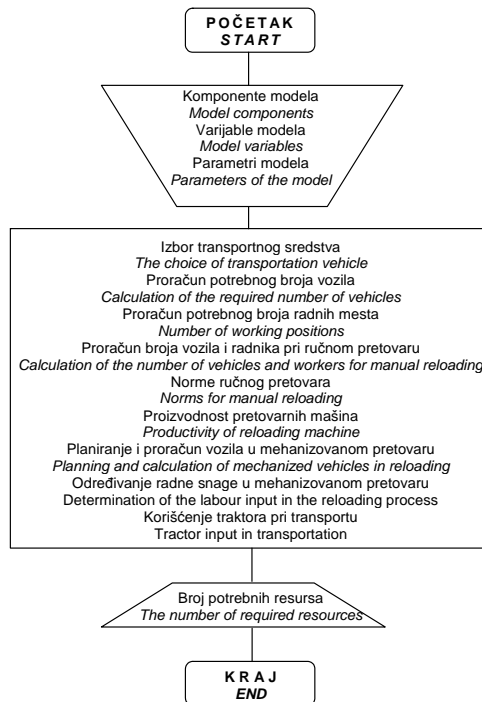 POČETAK
START
Komponente modela
Model components
Varijable modela
Model variables
Parametri modela
Parameters of the model
Izbor transportnog sredstva
The choice of transportation vehicle
Proračun potrebnog broja vozila
Calculation of the required number of vehicles
Proračun potrebnog broja radnih mesta
Number of working positions
Proračun broja vozila i radnika pri ručnom pretovaru
Calculation of the number of vehicles and workers for manual reloading
Norme ručnog pretovara
Norms for manual reloading
Proizvodnost pretovarnih mašina
Productivity of reloading machine
Planiranje i proračun vozila u mehanizovanom pretovaru
Planning and calculation of mechanized vehicles in reloading
Određivanje radne snage u mehanizovanom pretovaru
Determination of the labour input in the reloading process
Korišćenje traktora pri transportu
Tractor input in transportation
Broj potrebnih resursa
The number of required resources
KRAJ
END